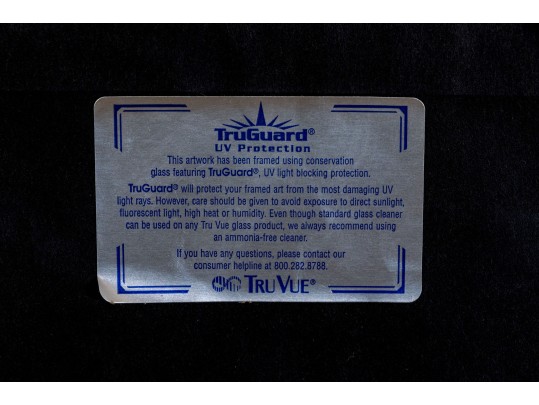 TruGuard®
UV Protection
This artwork has been framed using conservation
glass featuring TruGuard®, UV light blocking protection.
TruGuard® will protect your framed art from the most damaging UV
light rays. However, care should be given to avoid exposure to direct sunlight,
fluorescent light, high heat or humidity. Even though standard glass cleaner
can be used on any Tru Vue glass product, we always recommend using
an ammonia-free cleaner.
If you have any questions, please contact our
consumer helpline at 800.282.8788.
TRU VUE®